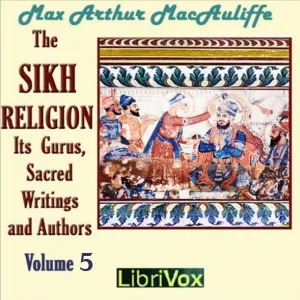 Max Arthur MacAuliffe
The
SIKH
RELIGION
Its Gurus,
Sacred
Writings
and Authors
Volume 5
LibriVox